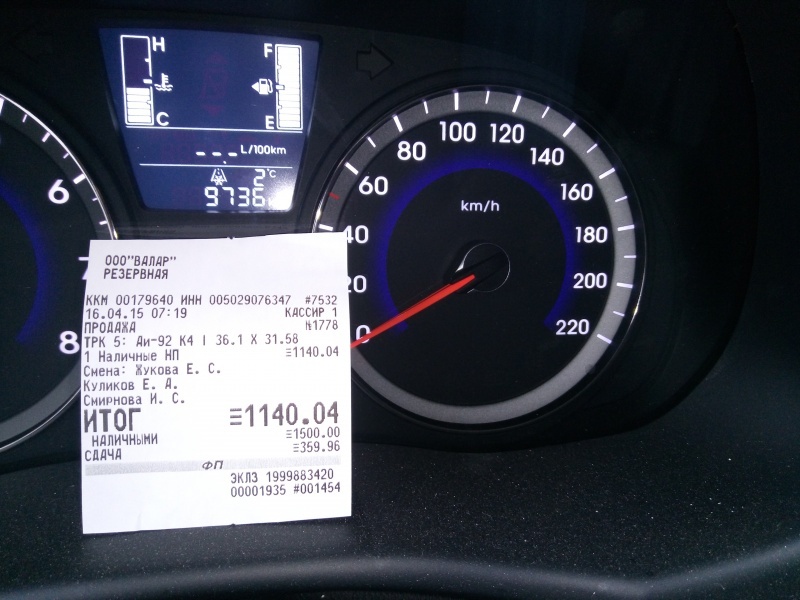 H
F
C
E
--- L/100km
2°C
9736
6
7
8
0
20
40
60
80
100
120
140
160
180
200
220
km/h
ООО"ВАЛАР"
РЕЗЕРВНАЯ
ККМ 00179640 ИНН 005029076347 #7532
16.04.15 07:19 КАССИР 1
ПРОДАЖА №1778
ТРК 5: Аи-92 К4 | 36.1 X 31.58
1 Наличные НП ≡1140.04
Смена: Жукова Е. С.
Куликов Е. А.
Смирнова И. С.
ИТОГ ≡1140.04
НАЛИЧНЫМИ ≡1500.00
СДАЧА ≡359.96
ФП
ЭКЛЗ 1999883420
00001935 #001454